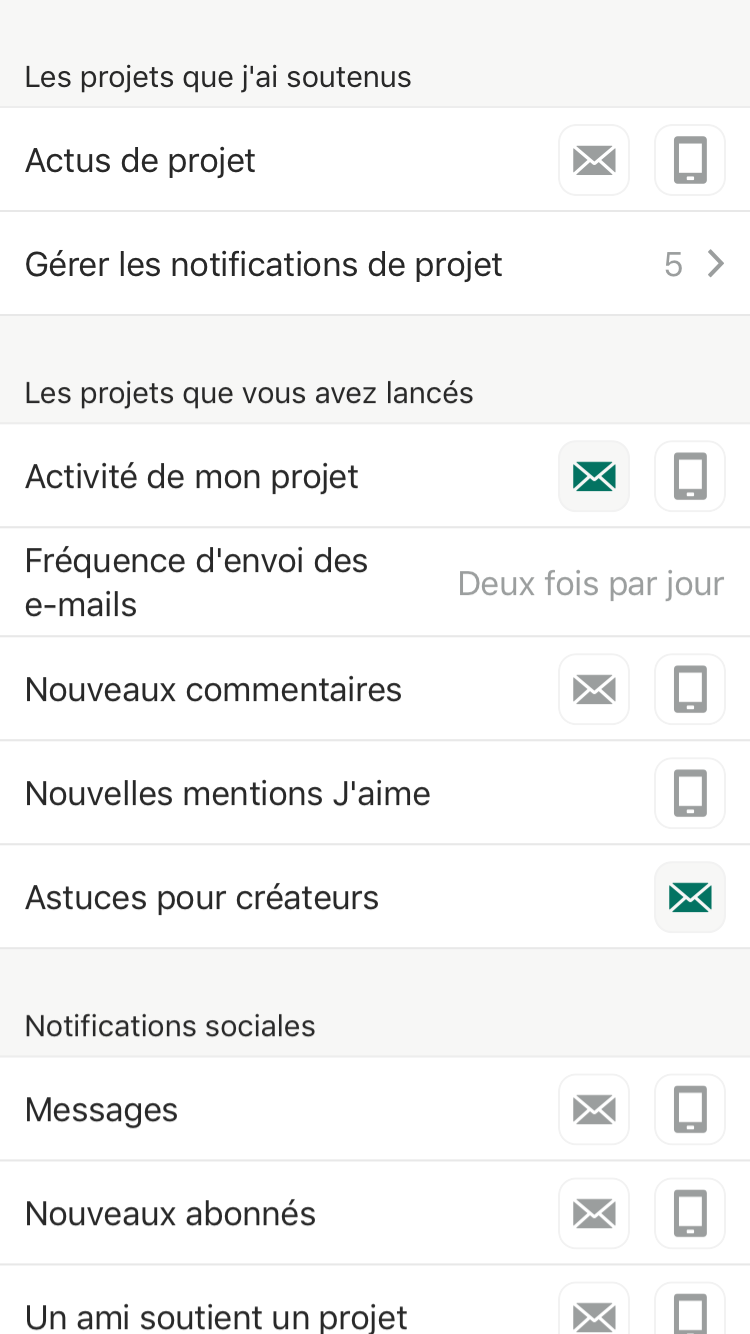 Les projets que j'ai soutenus
Actus de projet
Gérer les notifications de projet 5
Les projets que vous avez lancés
Activité de mon projet
Fréquence d'envoi des
e-mails
Deux fois par jour
Nouveaux commentaires
Nouvelles mentions J'aime
Astuces pour créateurs
Notifications sociales
Messages
Nouveaux abonnés
Un ami soutient un projet